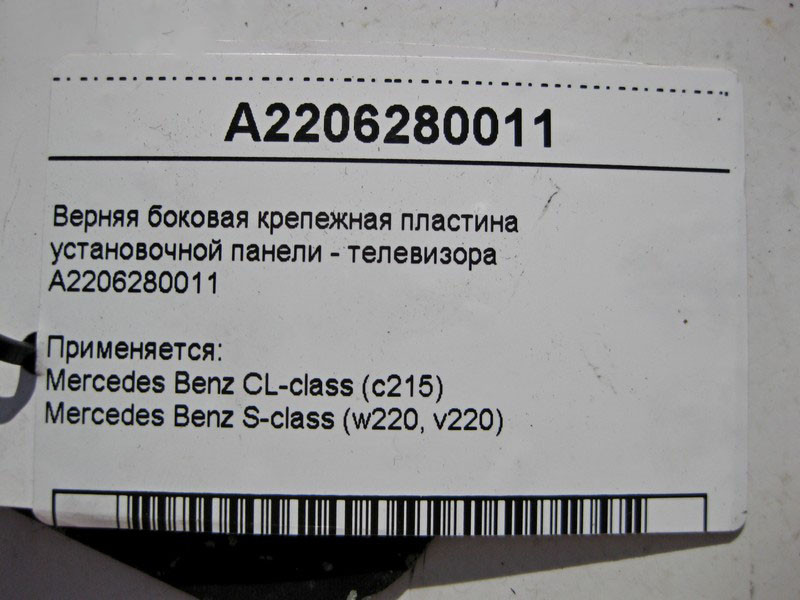 A2206280011
Верняя боковая крепежная пластина
установочной панели - телевизора
A2206280011
Применяется:
Mercedes Benz CL-class (c215)
Mercedes Benz S-class (w220, v220)